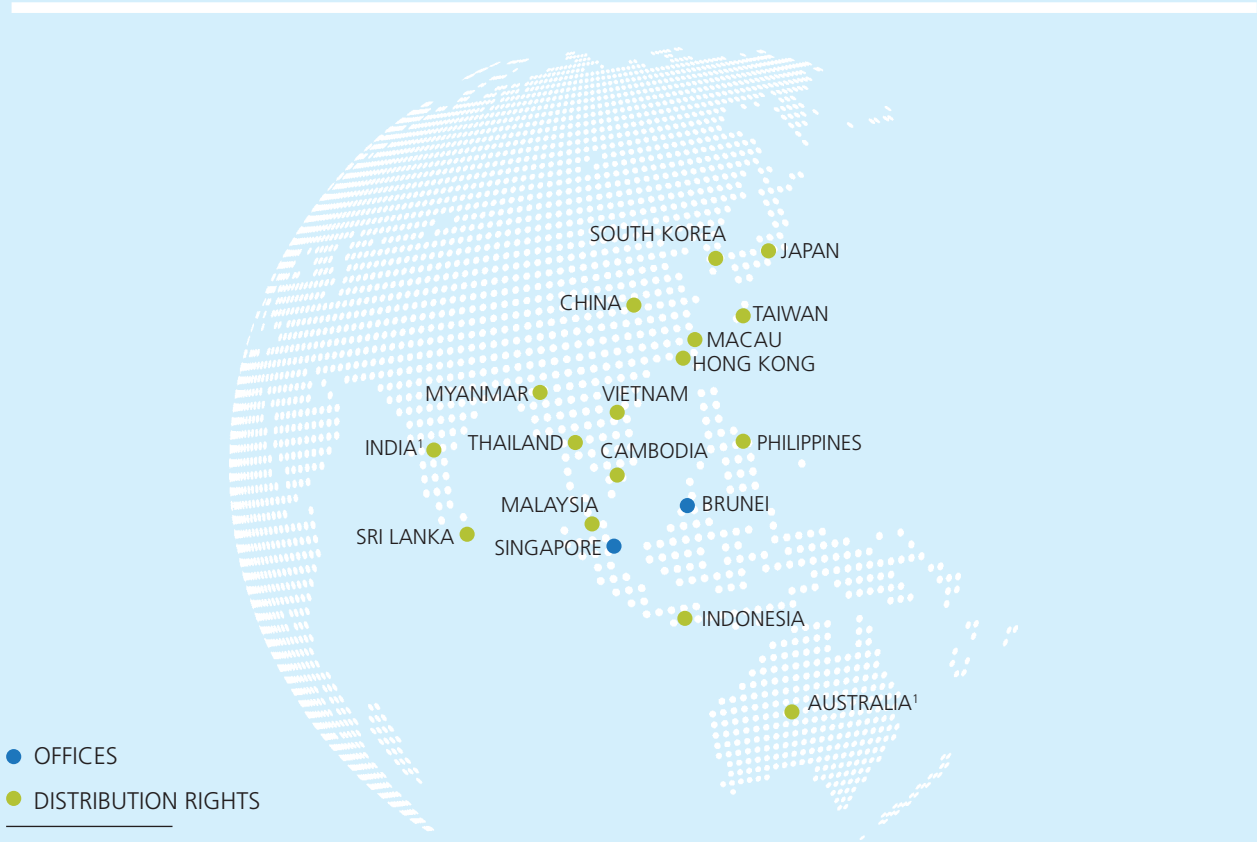 SOUTH KOREA
JAPAN
CHINA
TAIWAN
MACAU
HONG KONG
MYANMAR
VIETNAM
INDIA¹
THAILAND
CAMBODIA
PHILIPPINES
MALAYSIA
BRUNEI
SRI LANKA
SINGAPORE
INDONESIA
AUSTRALIA¹
OFFICES
DISTRIBUTION RIGHTS